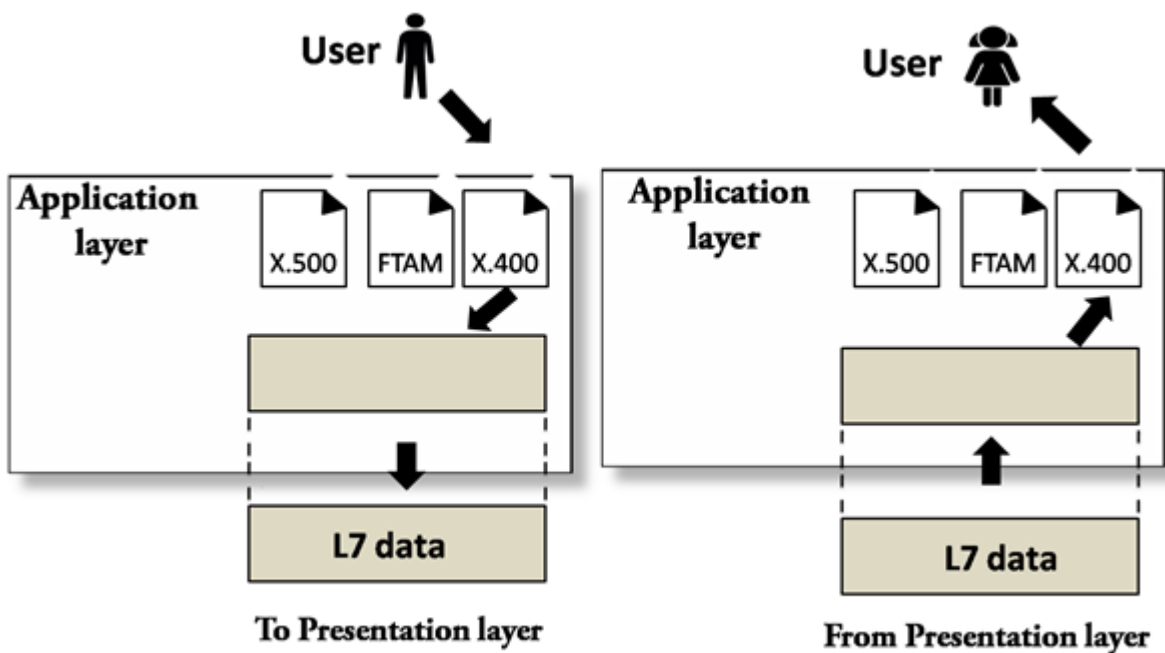 User
Application
layer
X.500
FTAM
X.400
L7 data
To Presentation layer
User
Application
layer
X.500
FTAM
X.400
L7 data
From Presentation layer